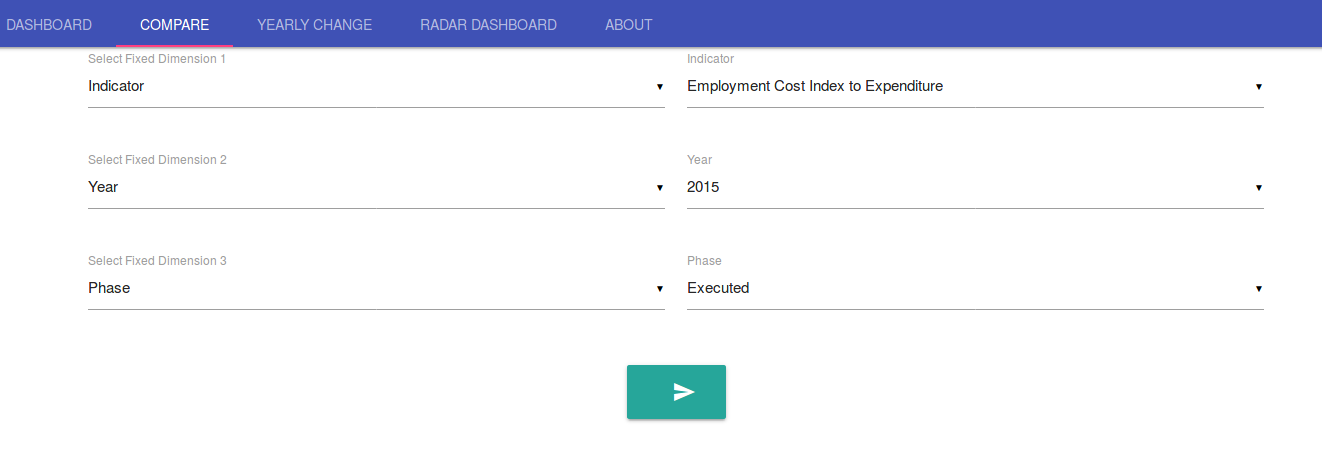 DASHBOARD COMPARE YEARLY CHANGE RADAR DASHBOARD ABOUT
Select Fixed Dimension 1 Indicator
Indicator ▼ Employment Cost Index to Expenditure ▼
Select Fixed Dimension 2 Year
Year ▼ 2015 ▼
Select Fixed Dimension 3 Phase
Phase ▼ Executed ▼